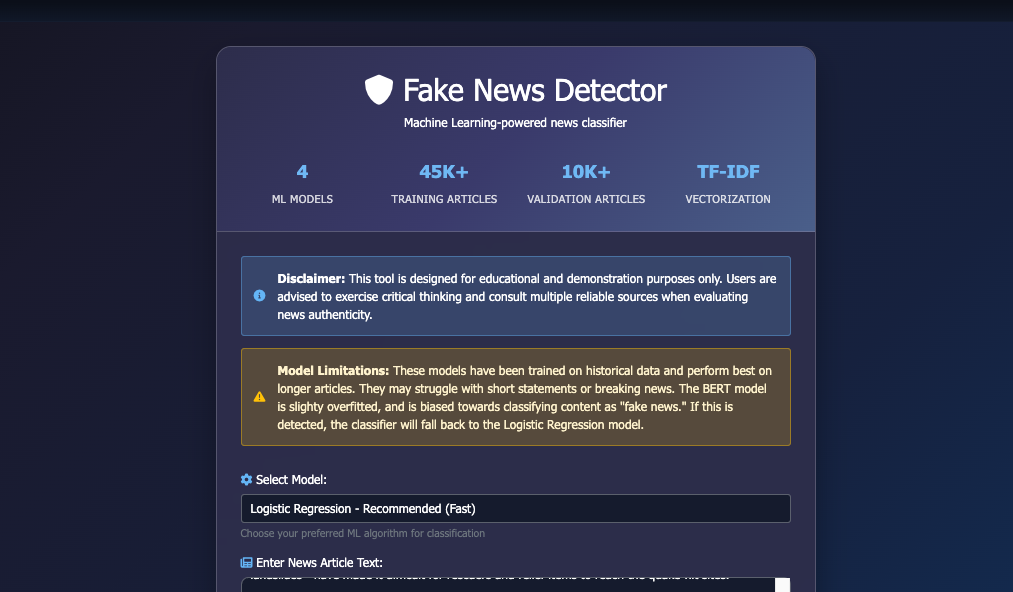 Fake News Detector
Machine Learning-powered news classifier
4
ML MODELS
45K+
TRAINING ARTICLES
10K+
VALIDATION ARTICLES
TF-IDF
VECTORIZATION
Disclaimer: This tool is designed for educational and demonstration purposes only. Users are
advised to exercise critical thinking and consult multiple reliable sources when evaluating
news authenticity.
Model Limitations: These models have been trained on historical data and perform best on
longer articles. They may struggle with short statements or breaking news. The BERT model
is slighty overfitted, and is biased towards classifying content as "fake news." If this is
detected, the classifier will fall back to the Logistic Regression model.
Select Model:
Logistic Regression - Recommended (Fast)
Choose your preferred ML algorithm for classification
Enter News Article Text: